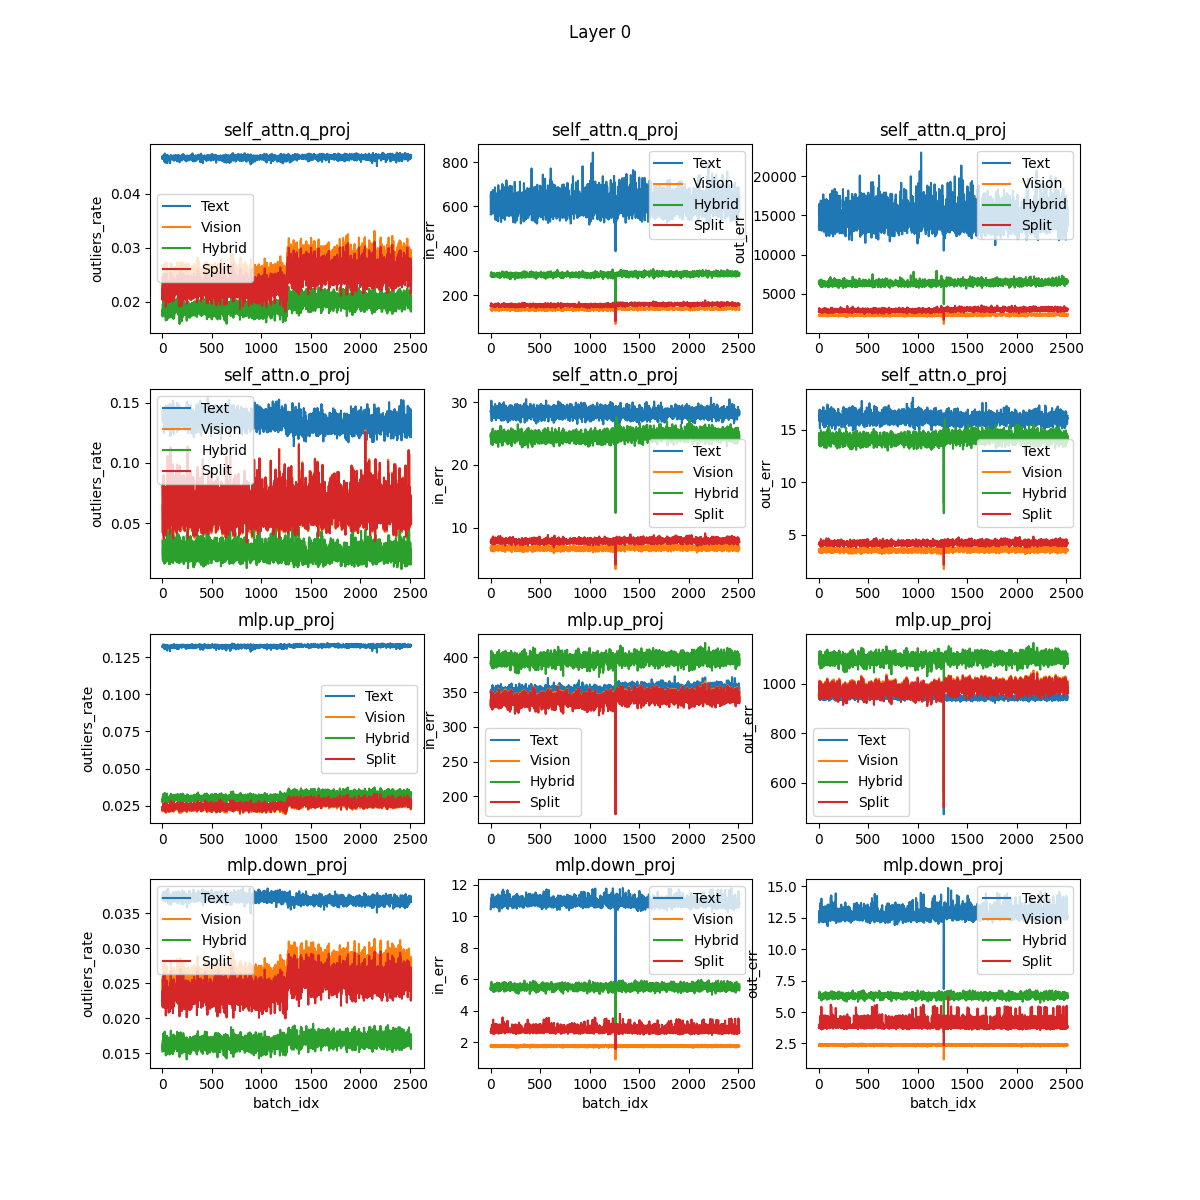 Layer 0
self_attn.q_proj
self_attn.q_proj
self_attn.q_proj
outliers_rate
0.04
0.03
0.02
Text
Vision
Hybrid
Split
0
500
1000
1500
2000
2500
in_err
800
600
400
200
Text
Vision
Hybrid
Split
0
500
1000
1500
2000
2500
out_err
20000
15000
10000
5000
Text
Vision
Hybrid
Split
0
500
1000
1500
2000
2500
self_attn.o_proj
self_attn.o_proj
self_attn.o_proj
outliers_rate
0.15
0.10
0.05
Text
Vision
Hybrid
Split
0
500
1000
1500
2000
2500
in_err
30
20
10
Text
Vision
Hybrid
Split
0
500
1000
1500
2000
2500
out_err
15
10
5
Text
Vision
Hybrid
Split
0
500
1000
1500
2000
2500
mlp.up_proj
mlp.up_proj
mlp.up_proj
outliers_rate
0.125
0.100
0.075
0.050
0.025
Text
Vision
Hybrid
Split
0
500
1000
1500
2000
2500
in_err
400
350
300
250
200
Text
Vision
Hybrid
Split
0
500
1000
1500
2000
2500
out_err
1000
800
600
Text
Vision
Hybrid
Split
0
500
1000
1500
2000
2500
mlp.down_proj
mlp.down_proj
mlp.down_proj
outliers_rate
0.035
0.030
0.025
0.020
0.015
Text
Vision
Hybrid
Split
0
500
1000
1500
2000
2500
batch_idx
in_err
12
10
8
6
4
2
Text
Vision
Hybrid
Split
0
500
1000
1500
2000
2500
batch_idx
out_err
15.0
12.5
10.0
7.5
5.0
2.5
Text
Vision
Hybrid
Split
0
500
1000
1500
2000
2500
batch_idx